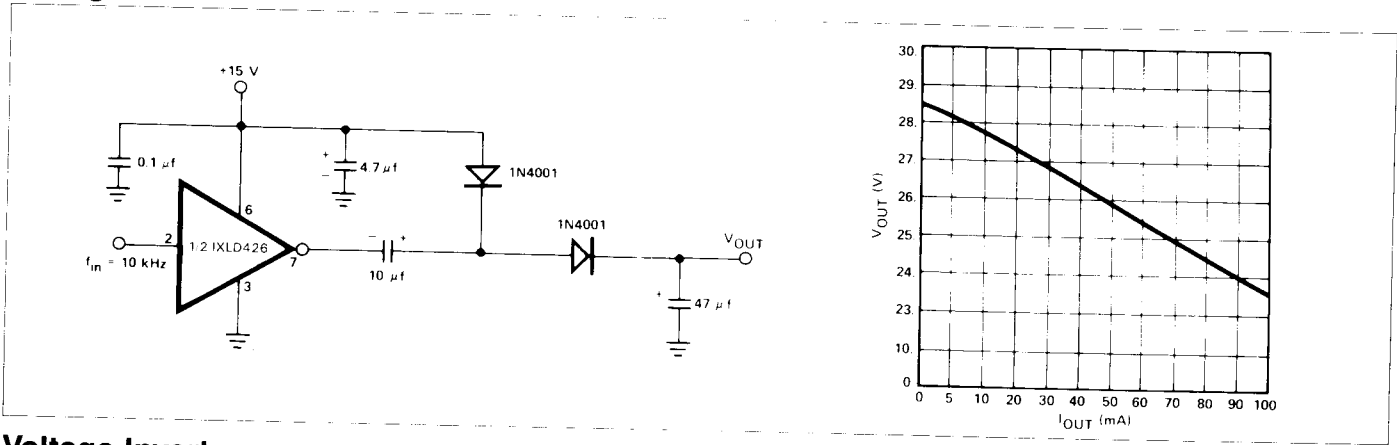 +15 V
0.1 μf
+
−
4.7 μf
1N4001
6
2
1/2 IXLD426
7
3
f_in = 10 kHz
− +
10 μf
1N4001
V_OUT
+
47 μf
30.
29.
28.
27.
26.
25.
24.
23.
10.
0
V_OUT (V)
0 5 10 20 30 40 50 60 70 80 90 100
I_OUT (mA)